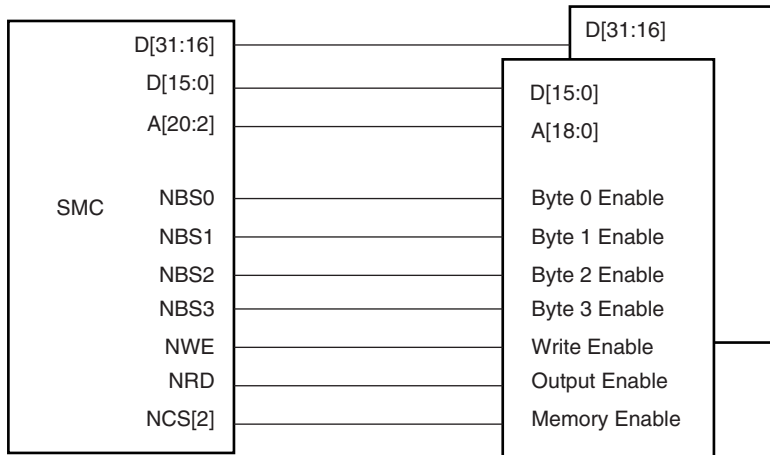 D[31:16]
D[31:16]
D[15:0]
D[15:0]
A[20:2]
A[18:0]
SMC
NBS0
Byte 0 Enable
NBS1
Byte 1 Enable
NBS2
Byte 2 Enable
NBS3
Byte 3 Enable
NWE
Write Enable
NRD
Output Enable
NCS[2]
Memory Enable